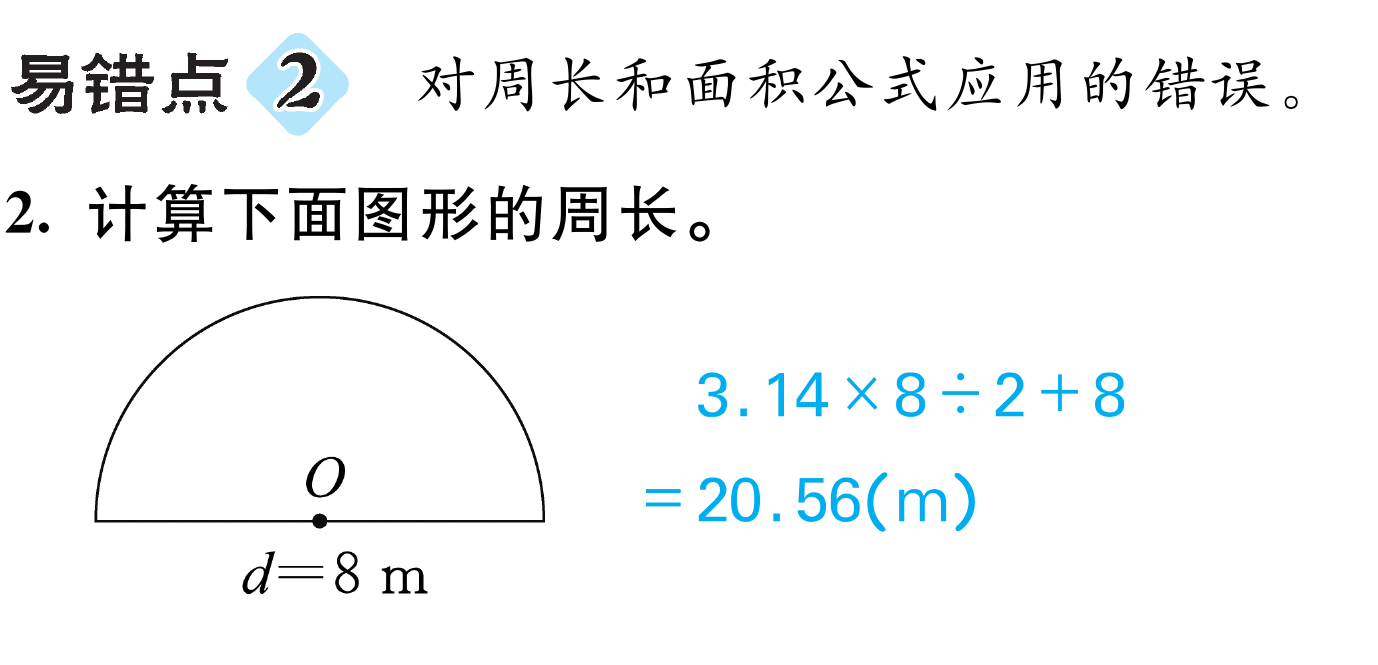 易错点 2 对周长和面积公式应用的错误。
2. 计算下面图形的周长。
O
d=8 m
3.14×8÷2+8
=20.56(m)